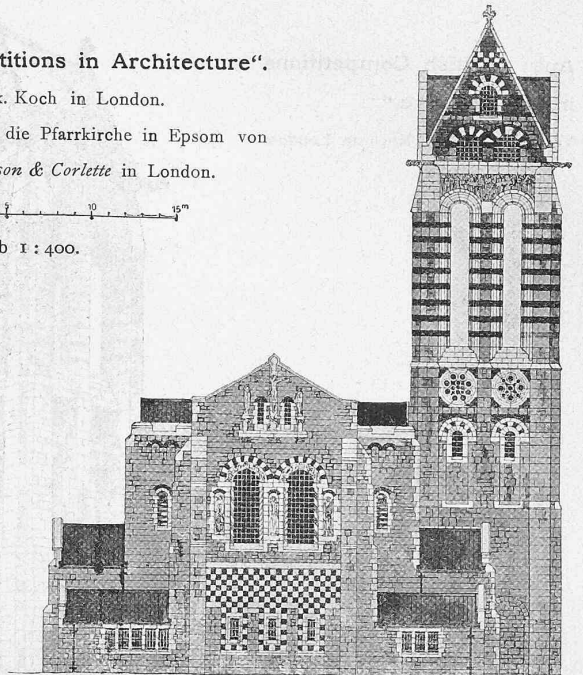 titions in Architecture“.
Koch in London.
die Pfarrkirche in Epsom von
son & Corlette in London.
5 10 15m
b 1 : 400.